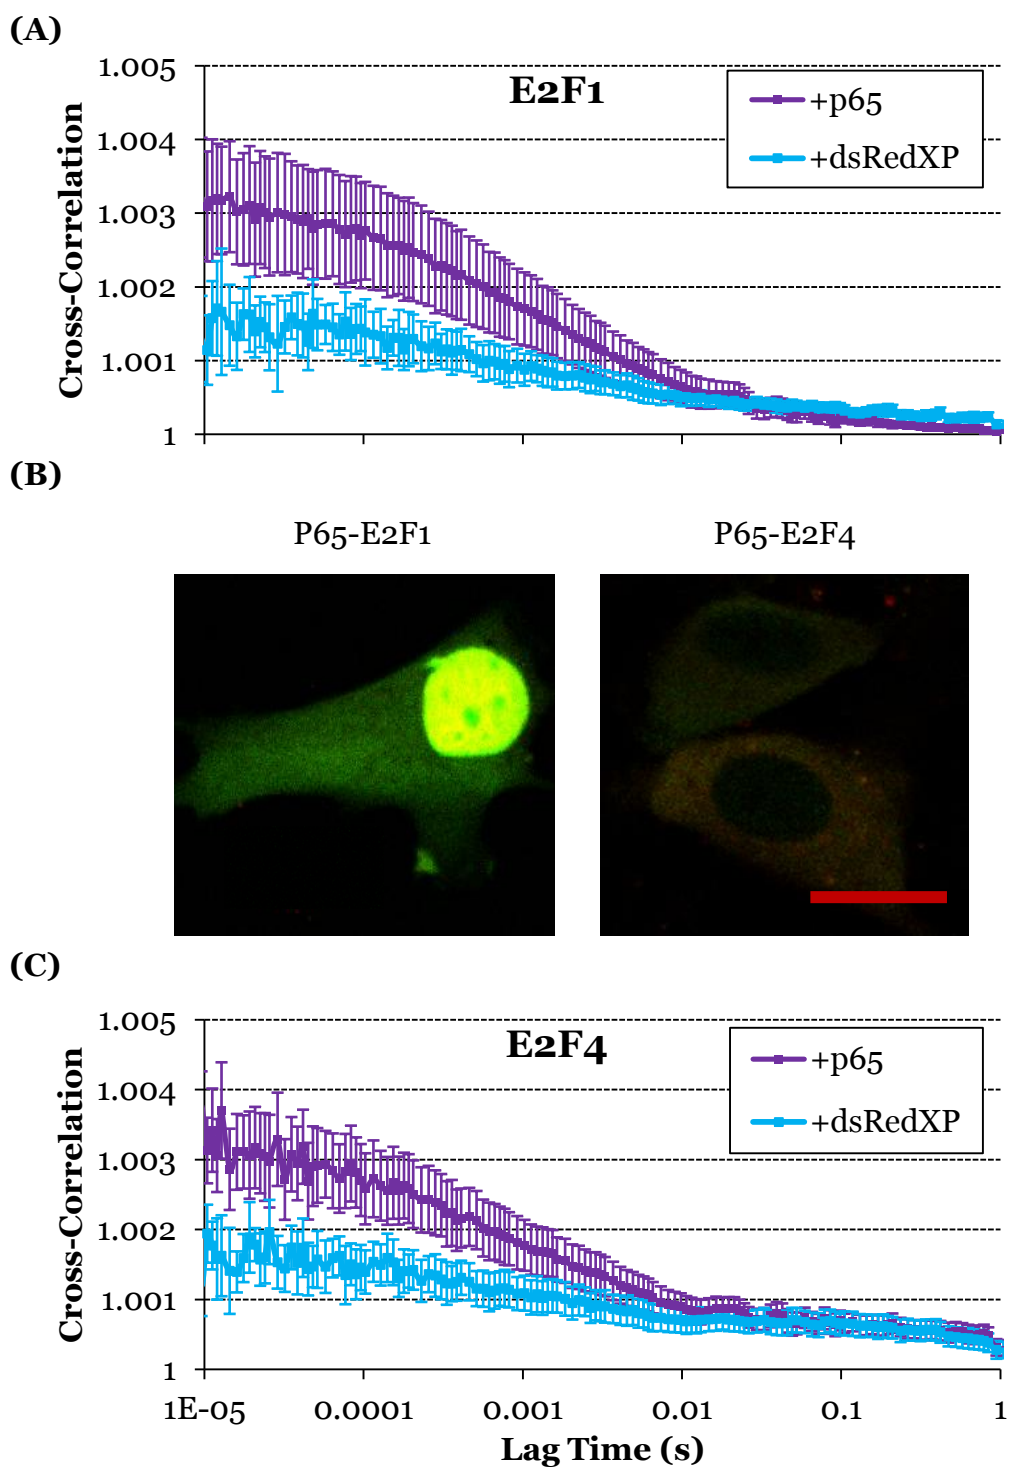 (A)
1.005
1.004
1.003
1.002
1.001
1
Cross-Correlation
E2F1
+p65
+dsRedXP
(B)
P65-E2F1
P65-E2F4
(C)
1.005
1.004
1.003
1.002
1.001
1
Cross-Correlation
E2F4
+p65
+dsRedXP
1E-05 0.0001 0.001 0.01 0.1 1
Lag Time (s)